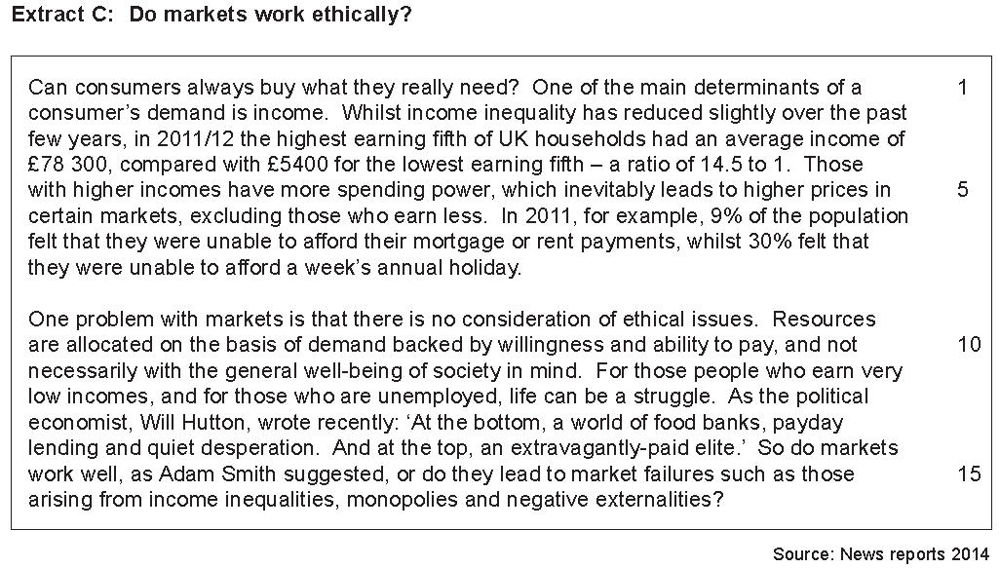 Extract C: Do markets work ethically?
Can consumers always buy what they really need? One of the main determinants of a 1
consumer’s demand is income. Whilst income inequality has reduced slightly over the past
few years, in 2011/12 the highest earning fifth of UK households had an average income of
£78 300, compared with £5400 for the lowest earning fifth – a ratio of 14.5 to 1. Those
with higher incomes have more spending power, which inevitably leads to higher prices in 5
certain markets, excluding those who earn less. In 2011, for example, 9% of the population
felt that they were unable to afford their mortgage or rent payments, whilst 30% felt that
they were unable to afford a week’s annual holiday.
One problem with markets is that there is no consideration of ethical issues. Resources
are allocated on the basis of demand backed by willingness and ability to pay, and not 10
necessarily with the general well-being of society in mind. For those people who earn very
low incomes, and for those who are unemployed, life can be a struggle. As the political
economist, Will Hutton, wrote recently: ‘At the bottom, a world of food banks, payday
lending and quiet desperation. And at the top, an extravagantly-paid elite.’ So do markets
work well, as Adam Smith suggested, or do they lead to market failures such as those 15
arising from income inequalities, monopolies and negative externalities?
Source: News reports 2014